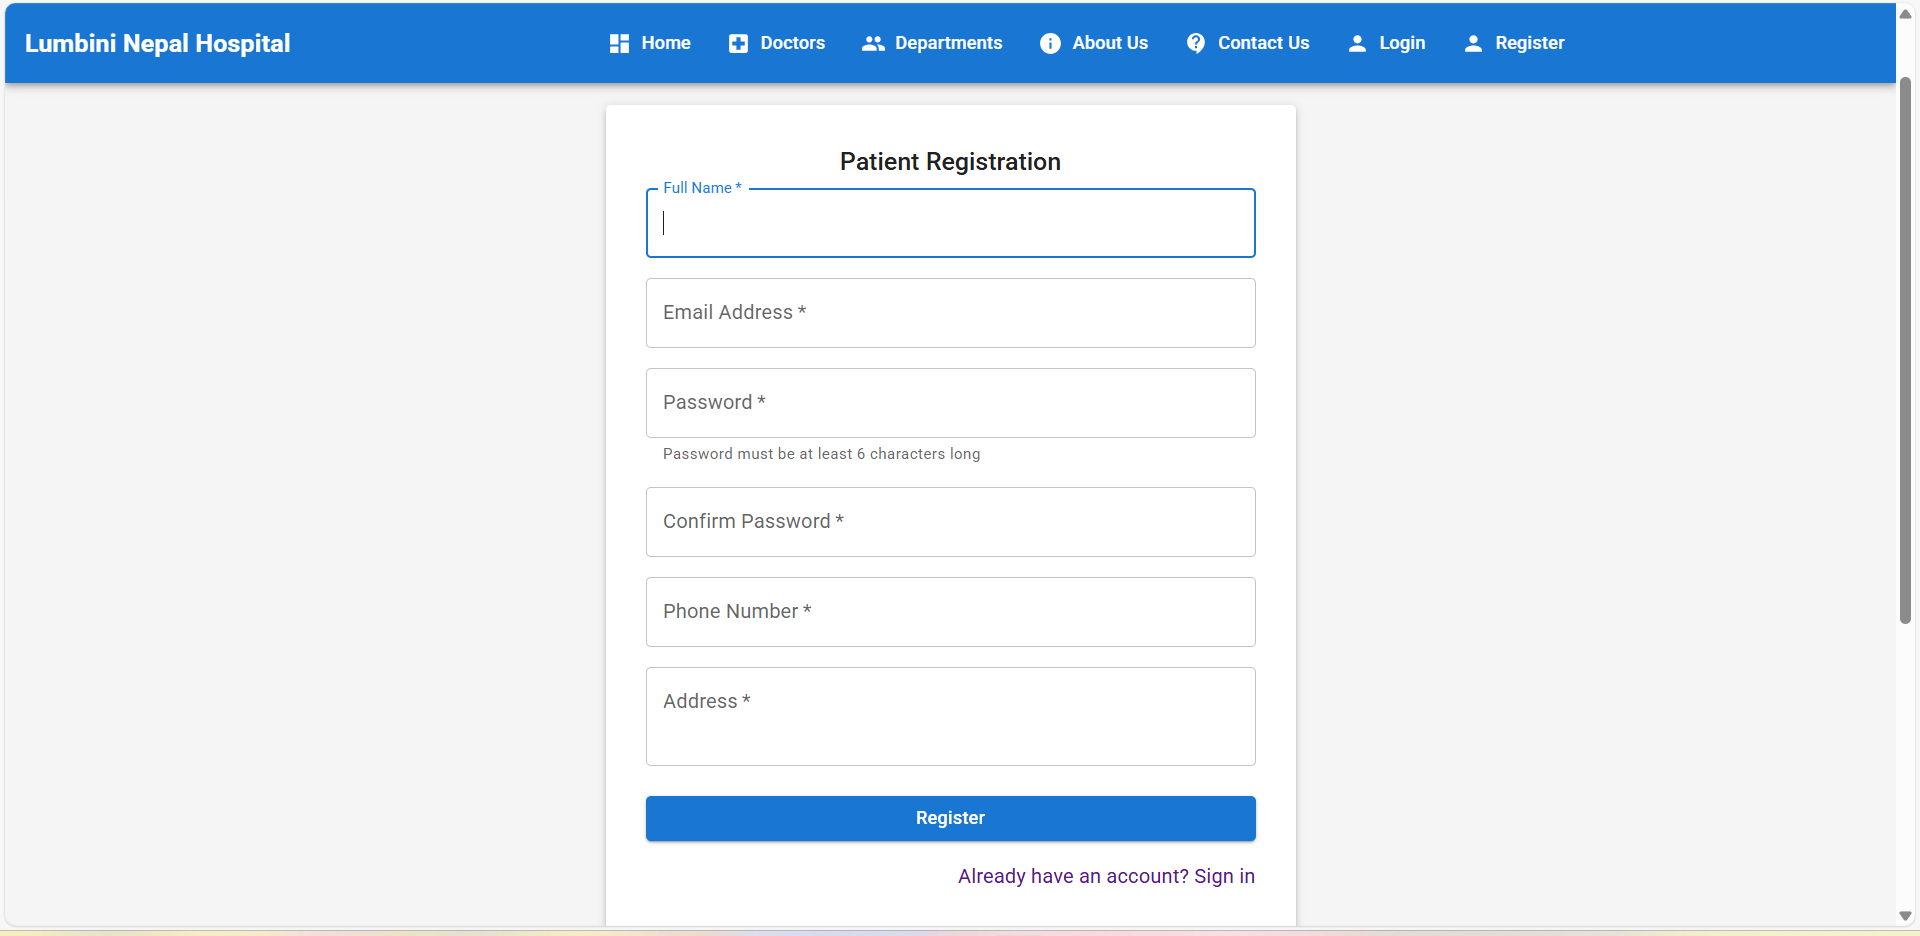 Lumbini Nepal Hospital
Home
Doctors
Departments
About Us
Contact Us
Login
Register
Patient Registration
Full Name *
Email Address *
Password *
Password must be at least 6 characters long
Confirm Password *
Phone Number *
Address *
Register
Already have an account? Sign in